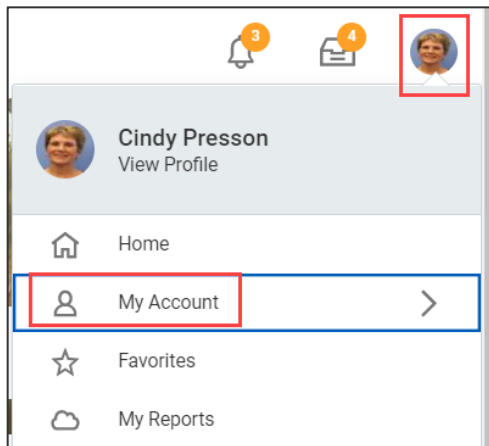 3
4
Cindy Presson
View Profile
Home
My Account
Favorites
My Reports